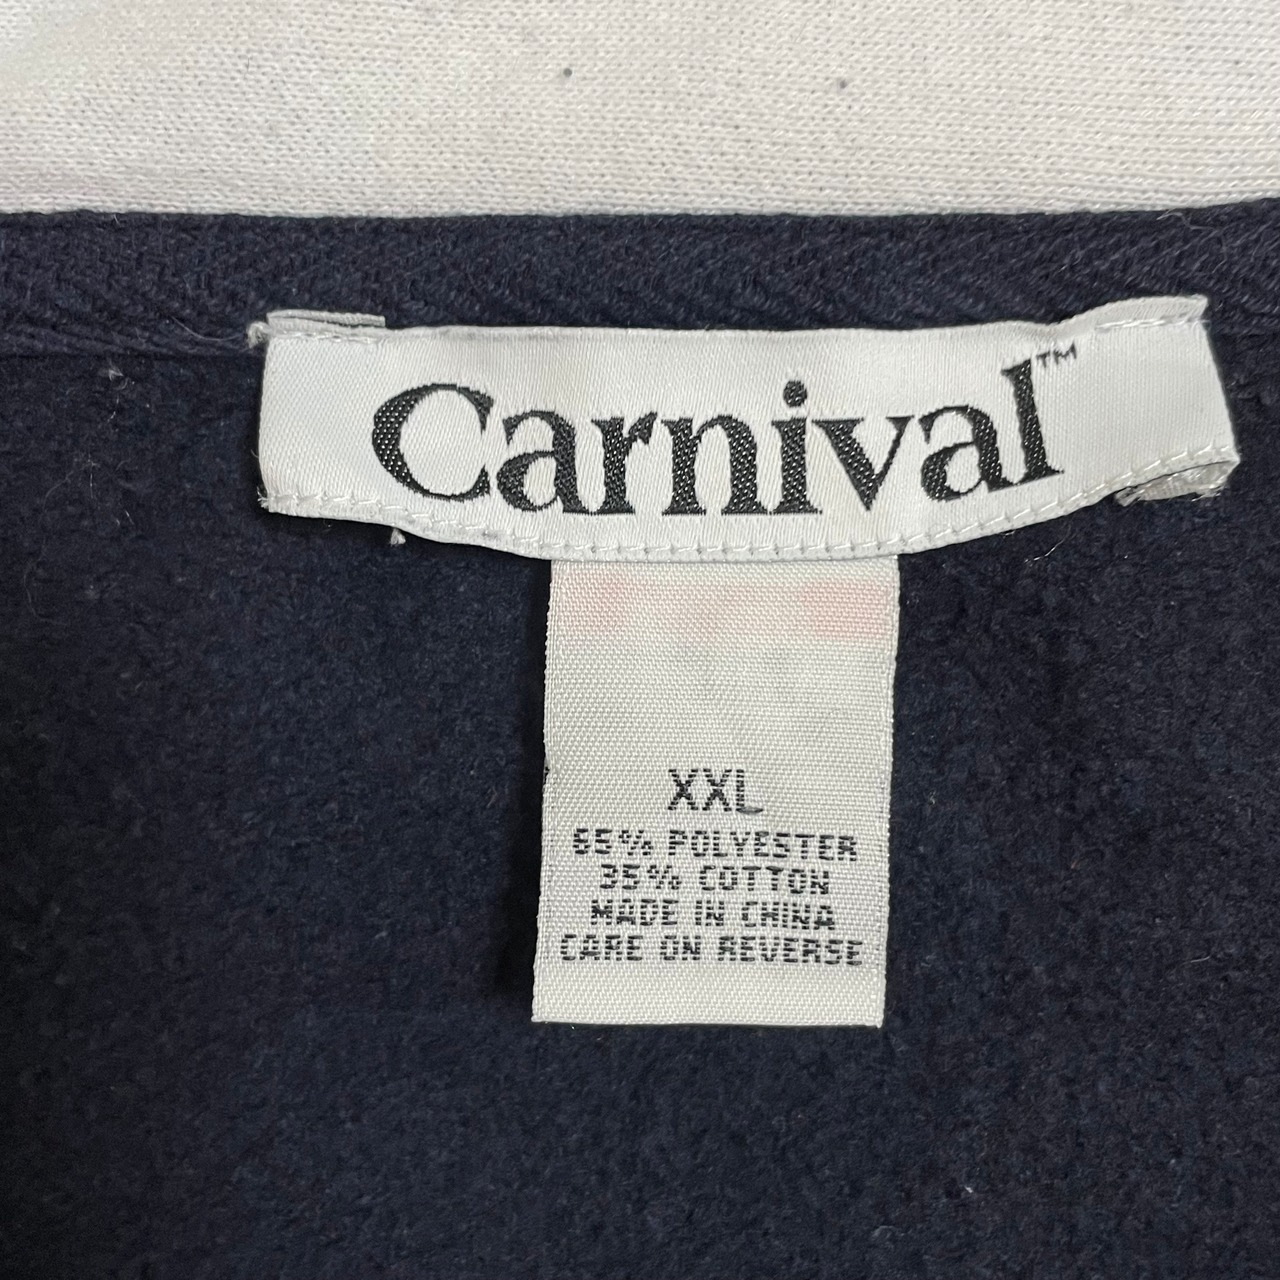 Carnival™
XXL
65% POLYESTER
35% COTTON
MADE IN CHINA
CARE ON REVERSE